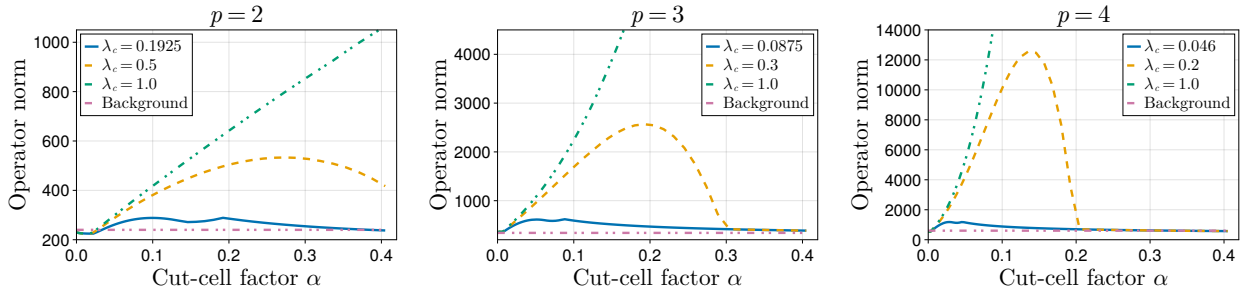 p = 2
Operator norm
1000
800
600
400
200
0.0
0.1
0.2
0.3
0.4
Cut-cell factor α
λc = 0.1925
λc = 0.5
λc = 1.0
Background
p = 3
Operator norm
4000
3000
2000
1000
0
0.0
0.1
0.2
0.3
0.4
Cut-cell factor α
λc = 0.0875
λc = 0.3
λc = 1.0
Background
p = 4
Operator norm
14000
12000
10000
8000
6000
4000
2000
0
0.0
0.1
0.2
0.3
0.4
Cut-cell factor α
λc = 0.046
λc = 0.2
λc = 1.0
Background